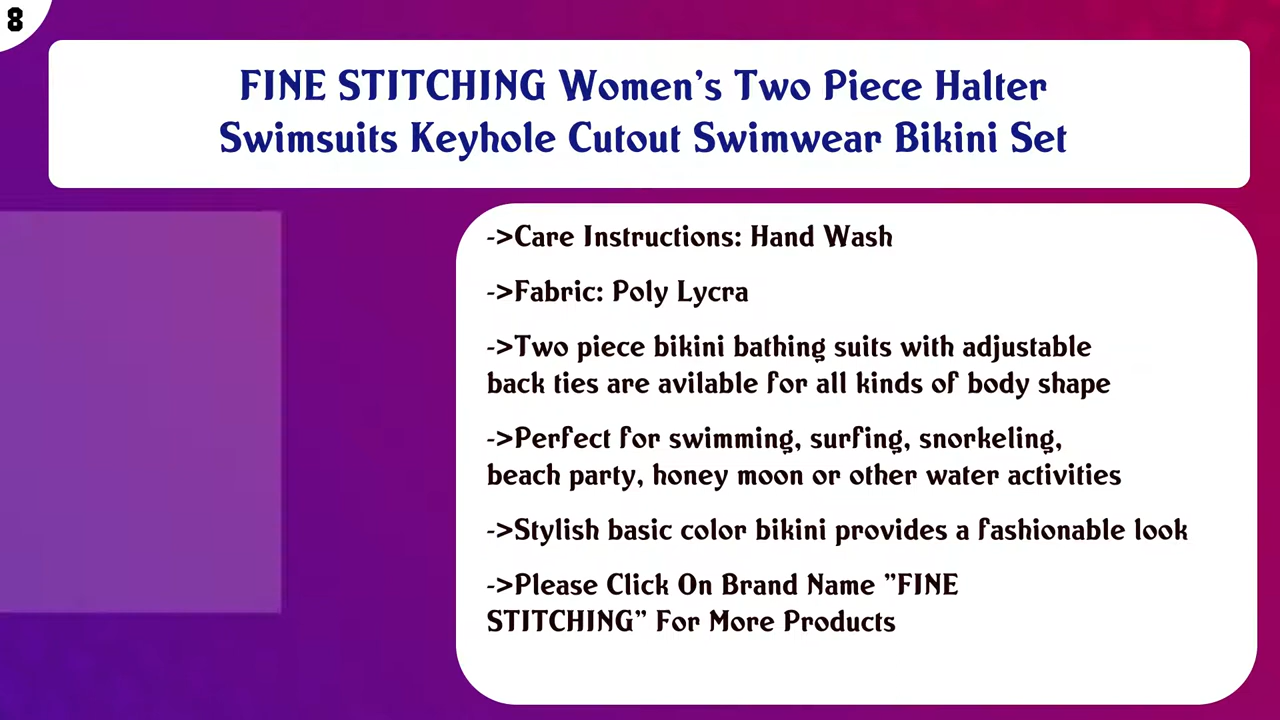 8
FINE STITCHING Women's Two Piece Halter
Swimsuits Keyhole Cutout Swimwear Bikini Set
->Care Instructions: Hand Wash
->Fabric: Poly Lycra
->Two piece bikini bathing suits with adjustable
back ties are avilable for all kinds of body shape
->Perfect for swimming, surfing, snorkeling,
beach party, honey moon or other water activities
->Stylish basic color bikini provides a fashionable look
->Please Click On Brand Name "FINE
STITCHING" For More Products